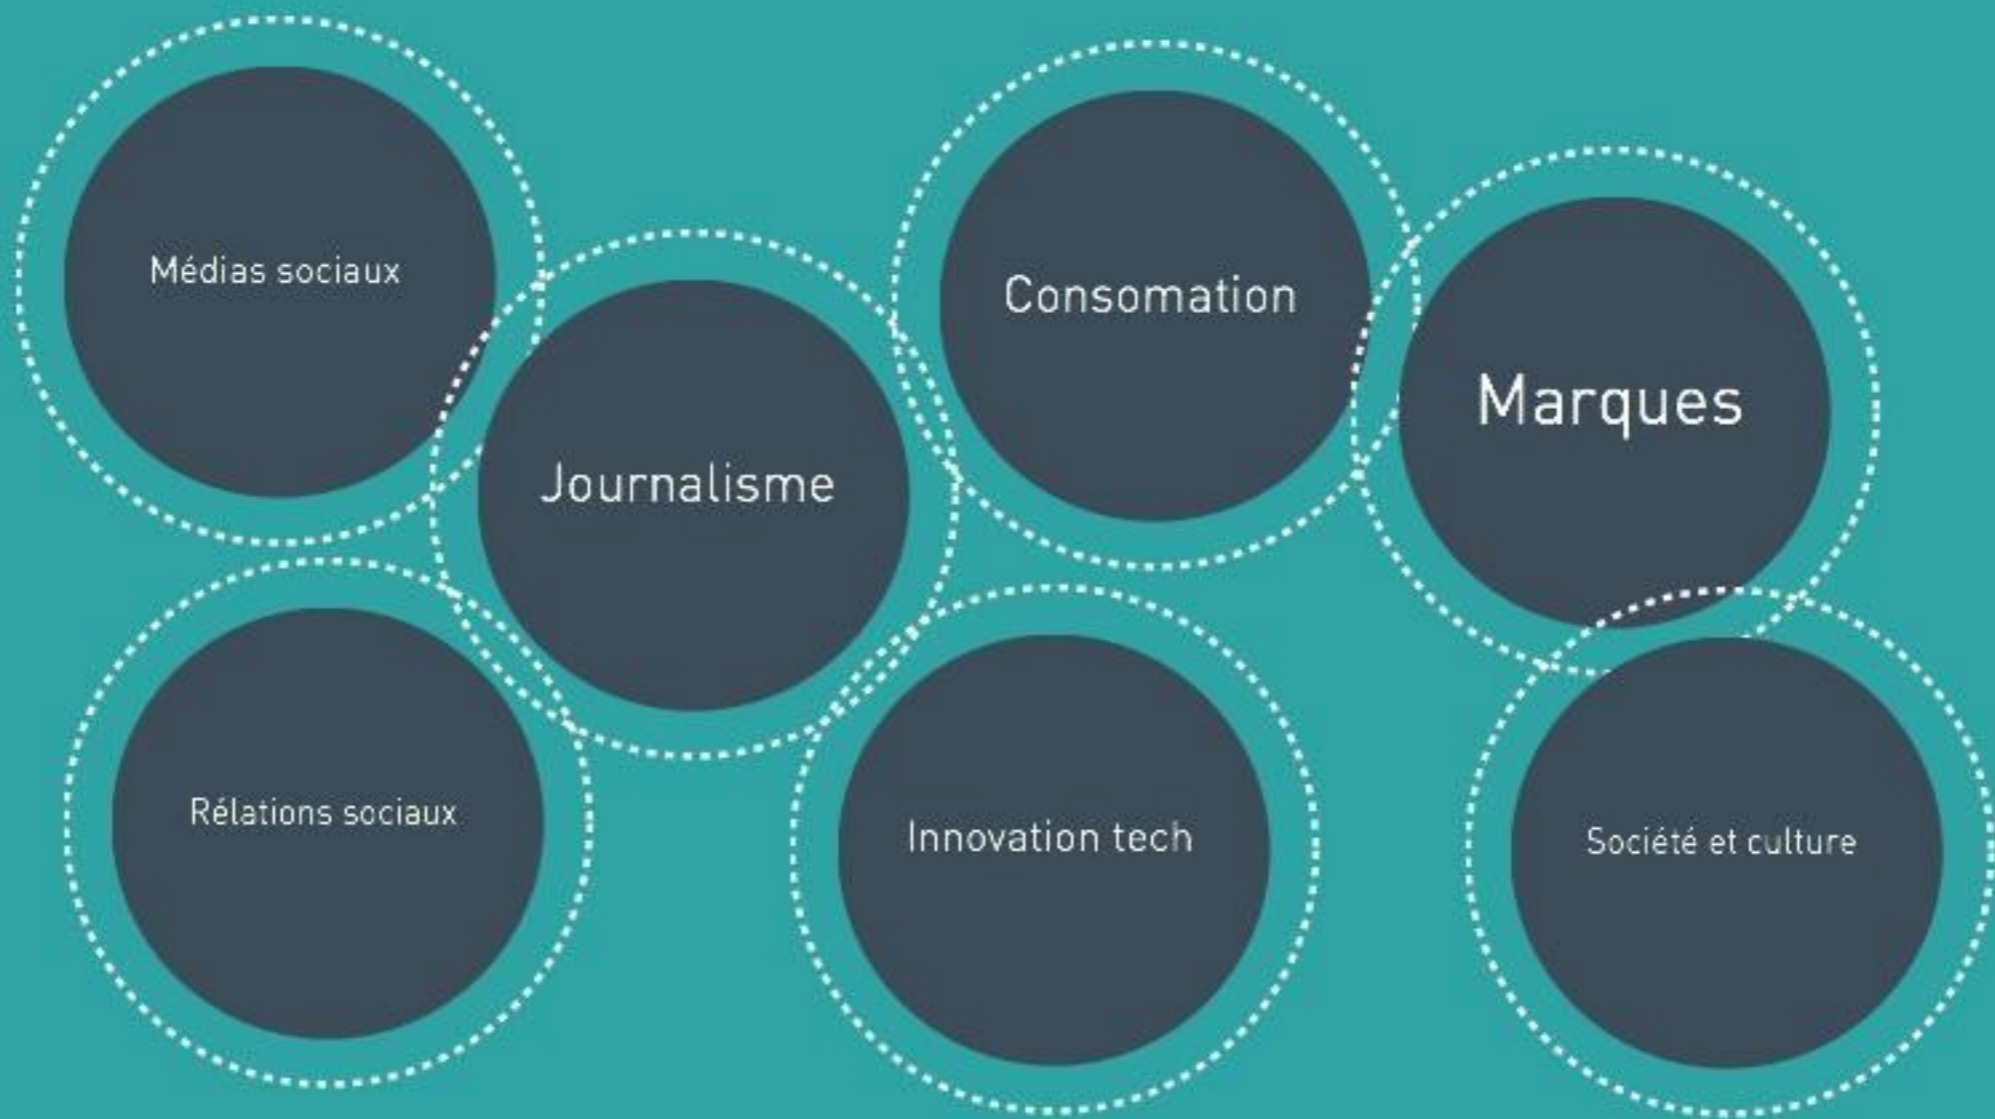 Médias sociaux
Journalisme
Consomation
Marques
Rélations sociaux
Innovation tech
Société et culture